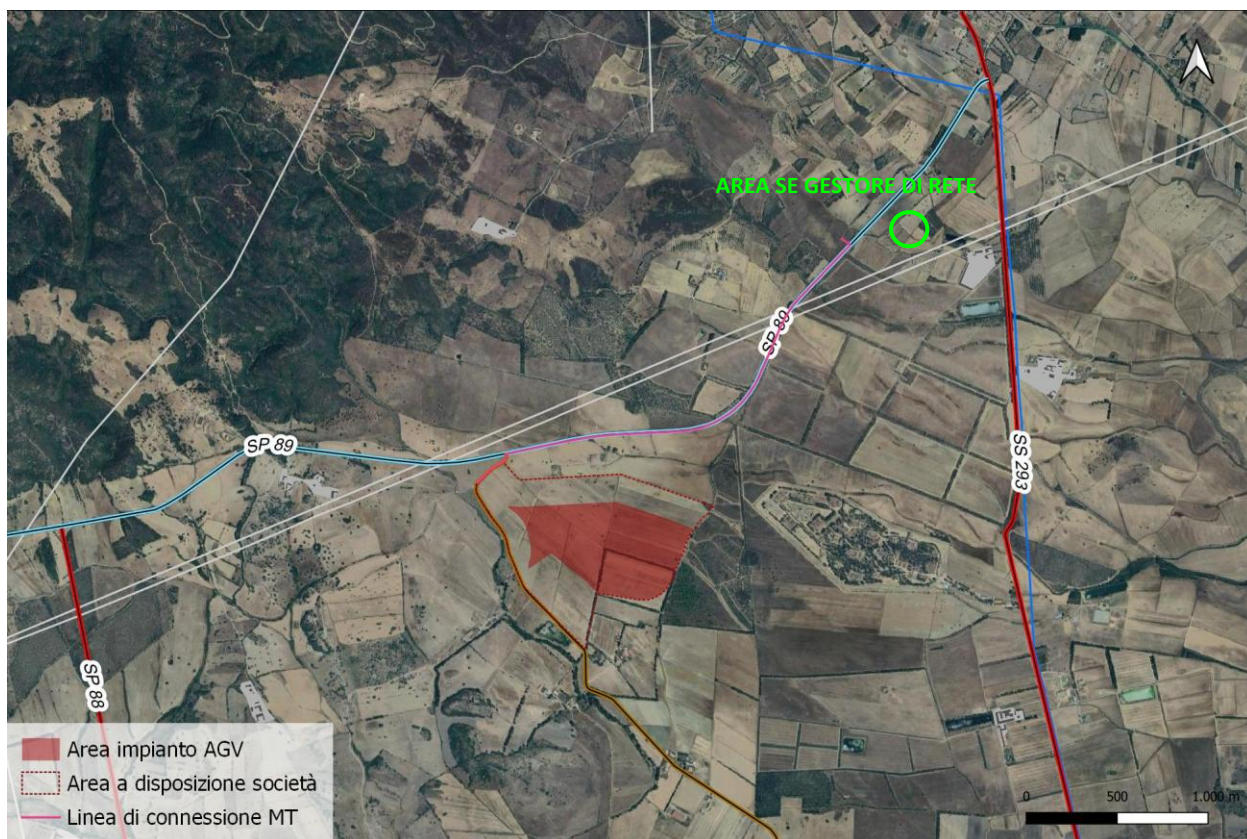 AREA SE GESTORE DI RETE
SP 89
SP 89
SS 293
SP 88
Area impianto AGV
Area a disposizione società
Linea di connessione MT
0 500 1.000 m